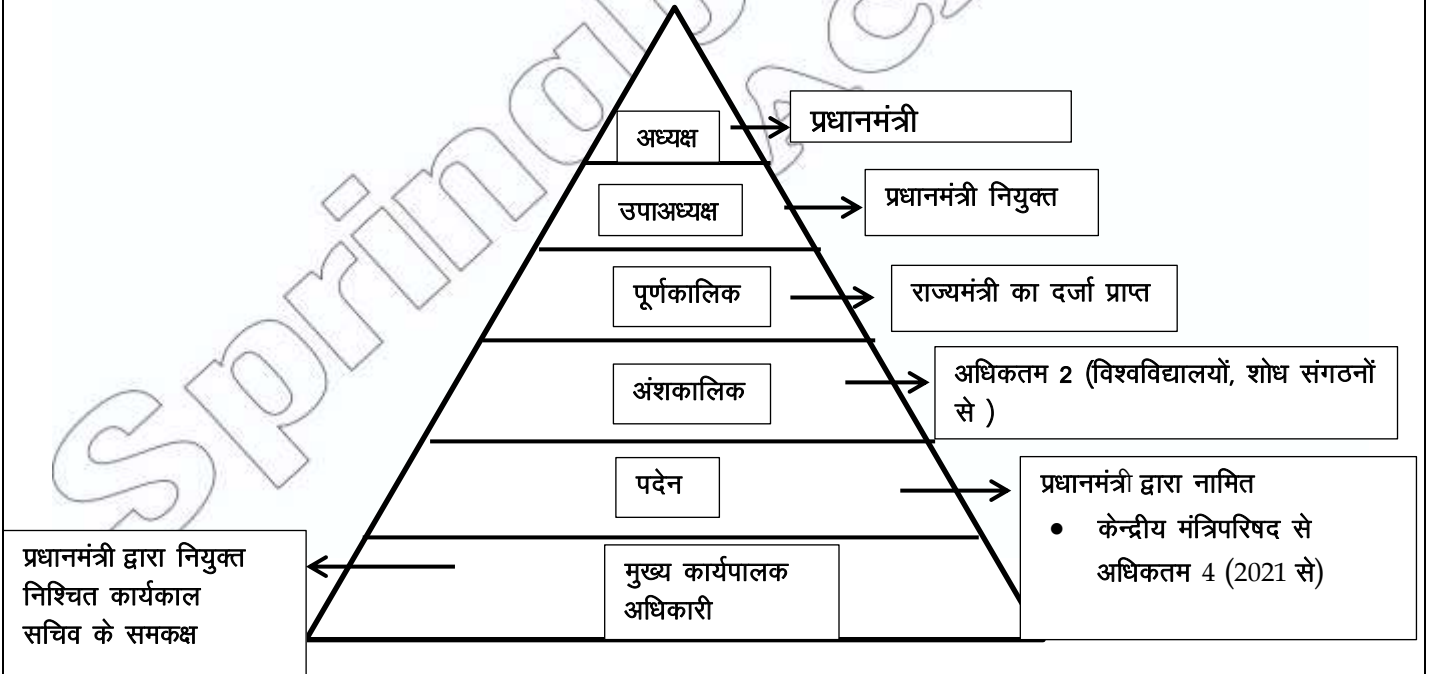 अध्यक्ष
प्रधानमंत्री
उपाअध्यक्ष
प्रधानमंत्री नियुक्त
पूर्णकालिक
राज्यमंत्री का दर्जा प्राप्त
अंशकालिक
अधिकतम 2 (विश्वविद्यालयों, शोध संगठनों
से )
पदेन
प्रधानमंत्री द्वारा नामित
• केन्द्रीय मंत्रिपरिषद से
अधिकतम 4 (2021 से)
प्रधानमंत्री द्वारा नियुक्त
निश्चित कार्यकाल
सचिव के समकक्ष
मुख्य कार्यपालक
अधिकारी